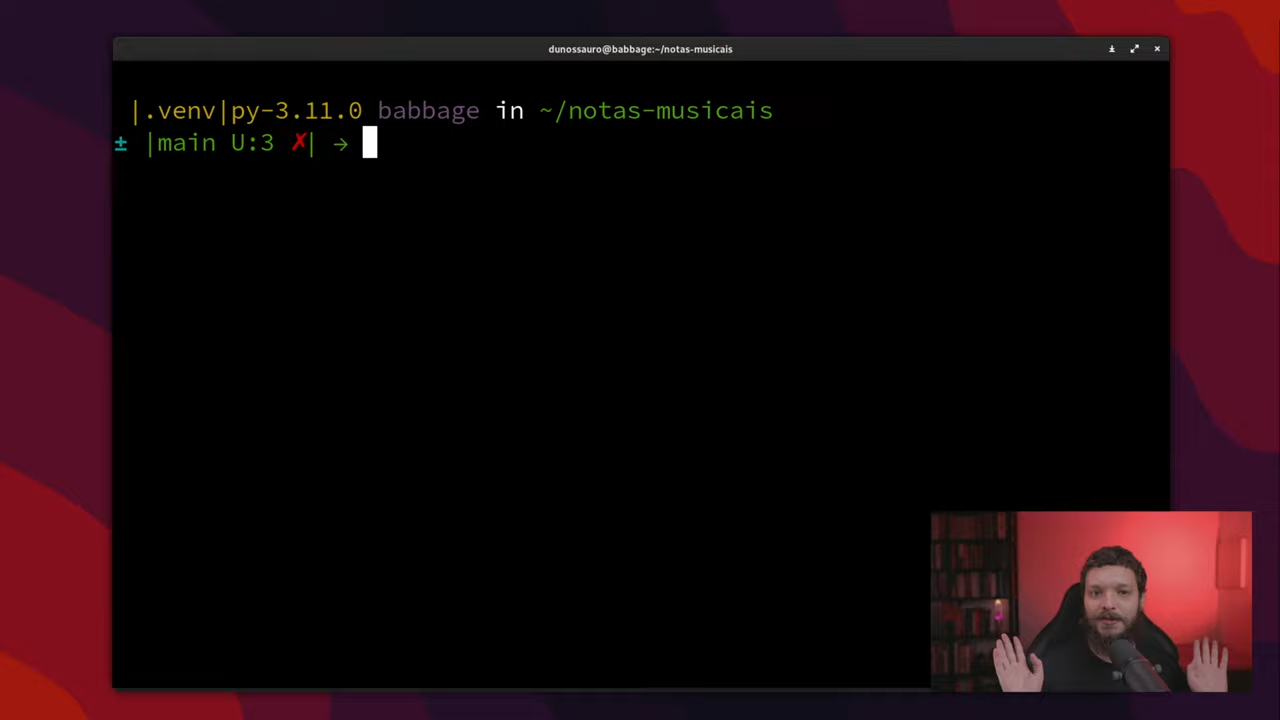 dunossauro@babbage:~/notas-musicais
|.venv|py-3.11.0 babbage in ~/notas-musicais
± |main U:3 ✗| →